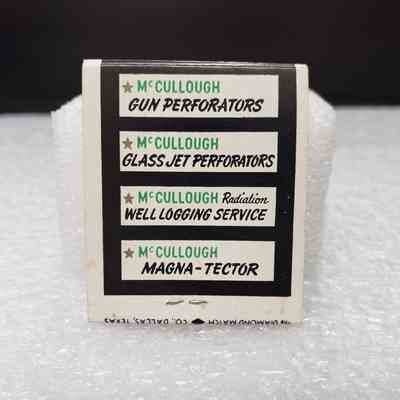 McCULLOUGH
GUN PERFORATORS
McCULLOUGH
GLASS JET PERFORATORS
McCULLOUGH Radiation
WELL LOGGING SERVICE
McCULLOUGH
MAGNA-TECTOR
DIAMOND MATCH CO., DALLAS, TEXAS